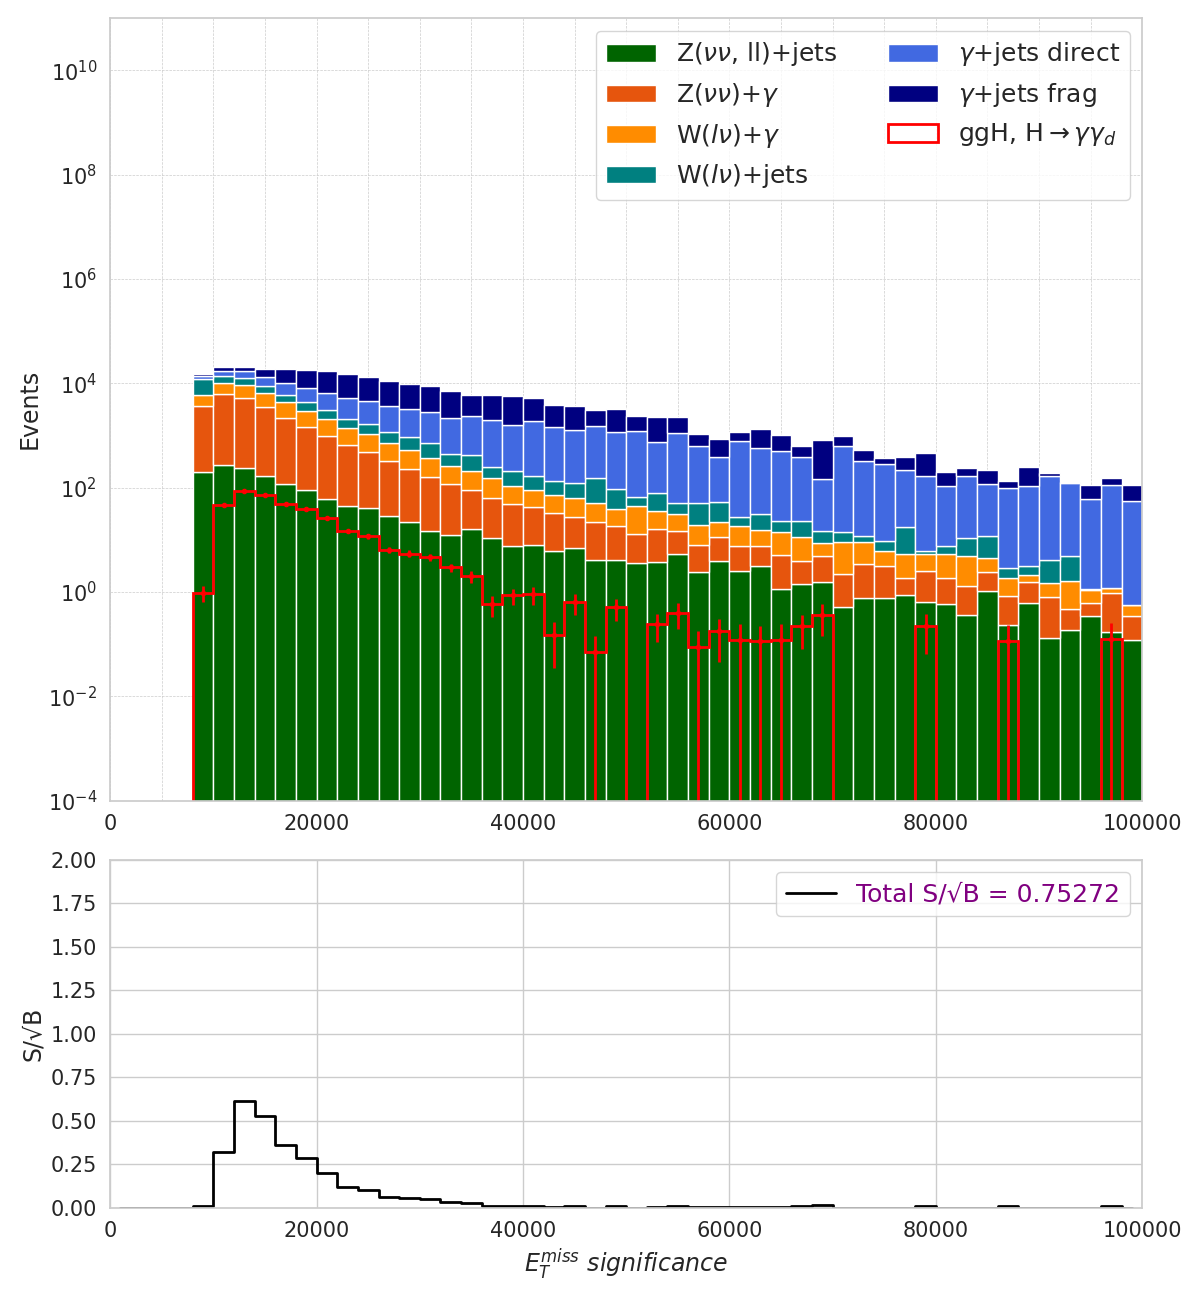 Z(νν, ll)+jets
Z(νν)+γ
W(lν)+γ
W(lν)+jets
γ+jets direct
γ+jets frag
ggH, H→γγ_d
Events
10^10
10^8
10^6
10^4
10^2
10^0
10^−2
10^−4
0 20000 40000 60000 80000 100000
Total S/√B = 0.75272
S/√B
2.00
1.75
1.50
1.25
1.00
0.75
0.50
0.25
0.00
0 20000 40000 60000 80000 100000
E_T^miss significance